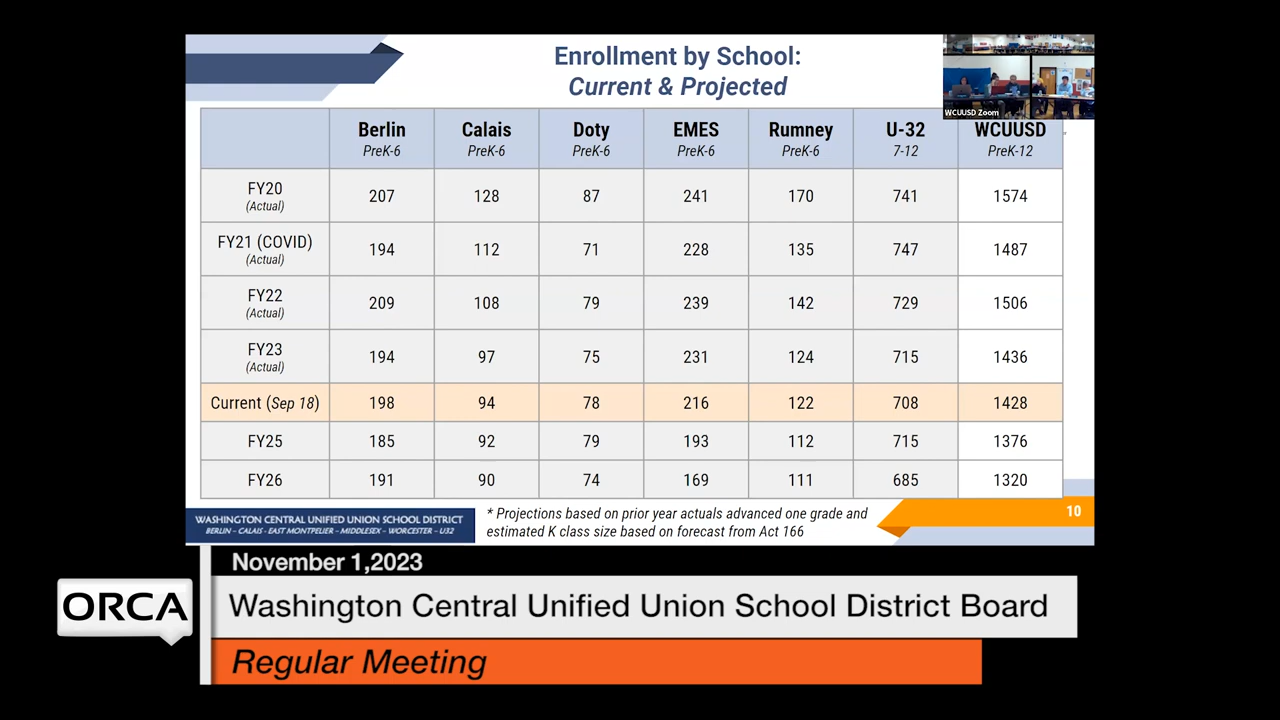 Enrollment by School:
Current & Projected
WCUUSD Zoom
Berlin Calais Doty EMES Rumney U-32 WCUUSD
PreK-6 PreK-6 PreK-6 PreK-6 PreK-6 7-12 PreK-12
FY20 (Actual) 207 128 87 241 170 741 1574
FY21 (COVID) (Actual) 194 112 71 228 135 747 1487
FY22 (Actual) 209 108 79 239 142 729 1506
FY23 (Actual) 194 97 75 231 124 715 1436
Current (Sep 18) 198 94 78 216 122 708 1428
FY25 185 92 79 193 112 715 1376
FY26 191 90 74 169 111 685 1320
WASHINGTON CENTRAL UNIFIED UNION SCHOOL DISTRICT
BERLIN – CALAIS - EAST MONTPELIER – MIDDLESEX – WORCESTER – U32
* Projections based on prior year actuals advanced one grade and
estimated K class size based on forecast from Act 166
10
November 1,2023
ORCA
Washington Central Unified Union School District Board
Regular Meeting